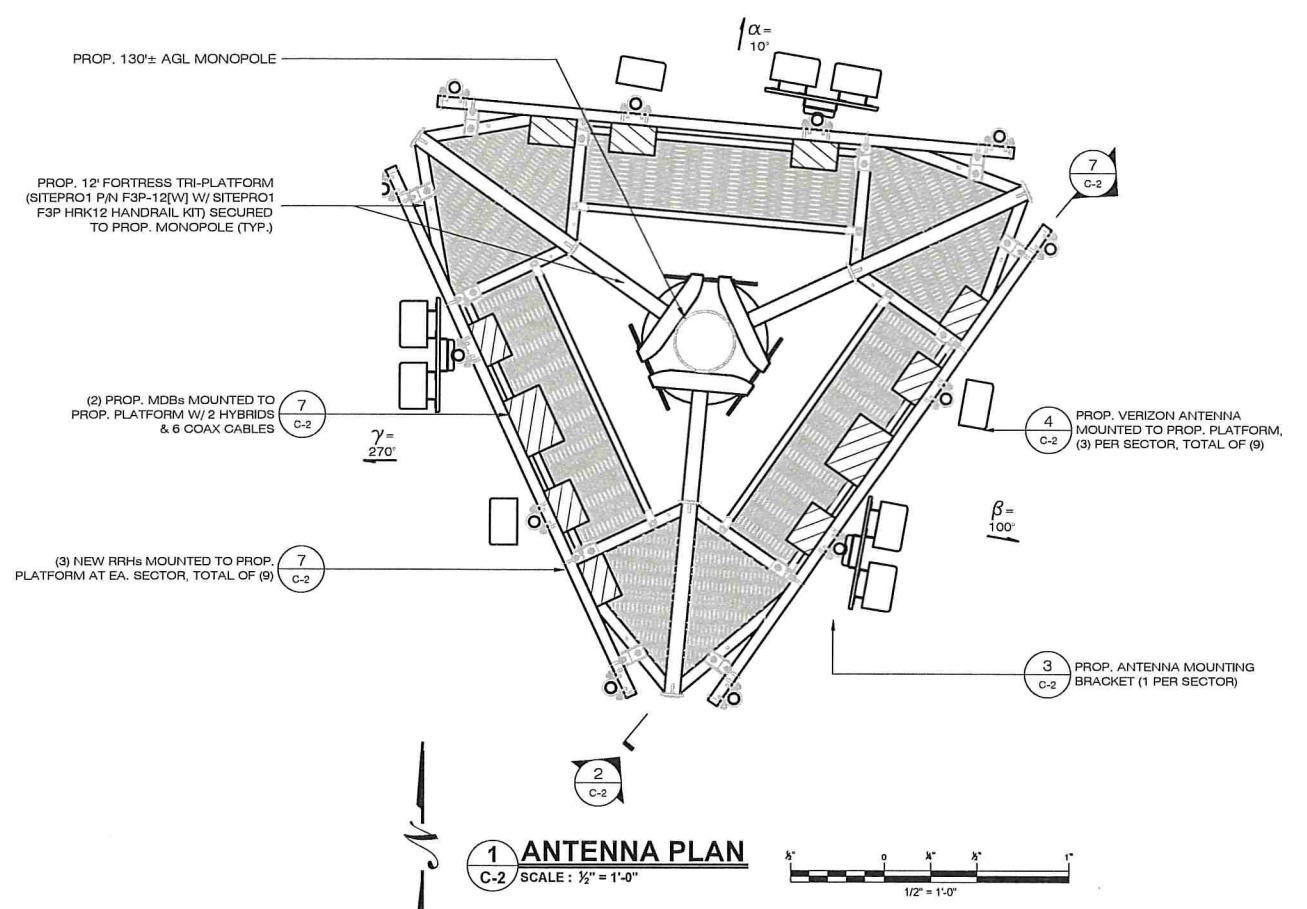 α=
10°
PROP. 130'± AGL MONOPOLE
7
C-2
PROP. 12' FORTRESS TRI-PLATFORM
(SITEPRO1 P/N F3P-12[W] W/ SITEPRO1
F3P HRK12 HANDRAIL KIT) SECURED
TO PROP. MONOPOLE (TYP.)
(2) PROP. MDBs MOUNTED TO
PROP. PLATFORM W/ 2 HYBRIDS
& 6 COAX CABLES
7
C-2
γ=
270°
4
C-2
PROP. VERIZON ANTENNA
MOUNTED TO PROP. PLATFORM,
(3) PER SECTOR, TOTAL OF (9)
β=
100°
(3) NEW RRHs MOUNTED TO PROP.
PLATFORM AT EA. SECTOR, TOTAL OF (9)
7
C-2
3
C-2
PROP. ANTENNA MOUNTING
BRACKET (1 PER SECTOR)
2
C-2
N
1
C-2
ANTENNA PLAN
SCALE : ½" = 1'-0"
½" 0 ¼" ½" 1"
1/2" = 1'-0"